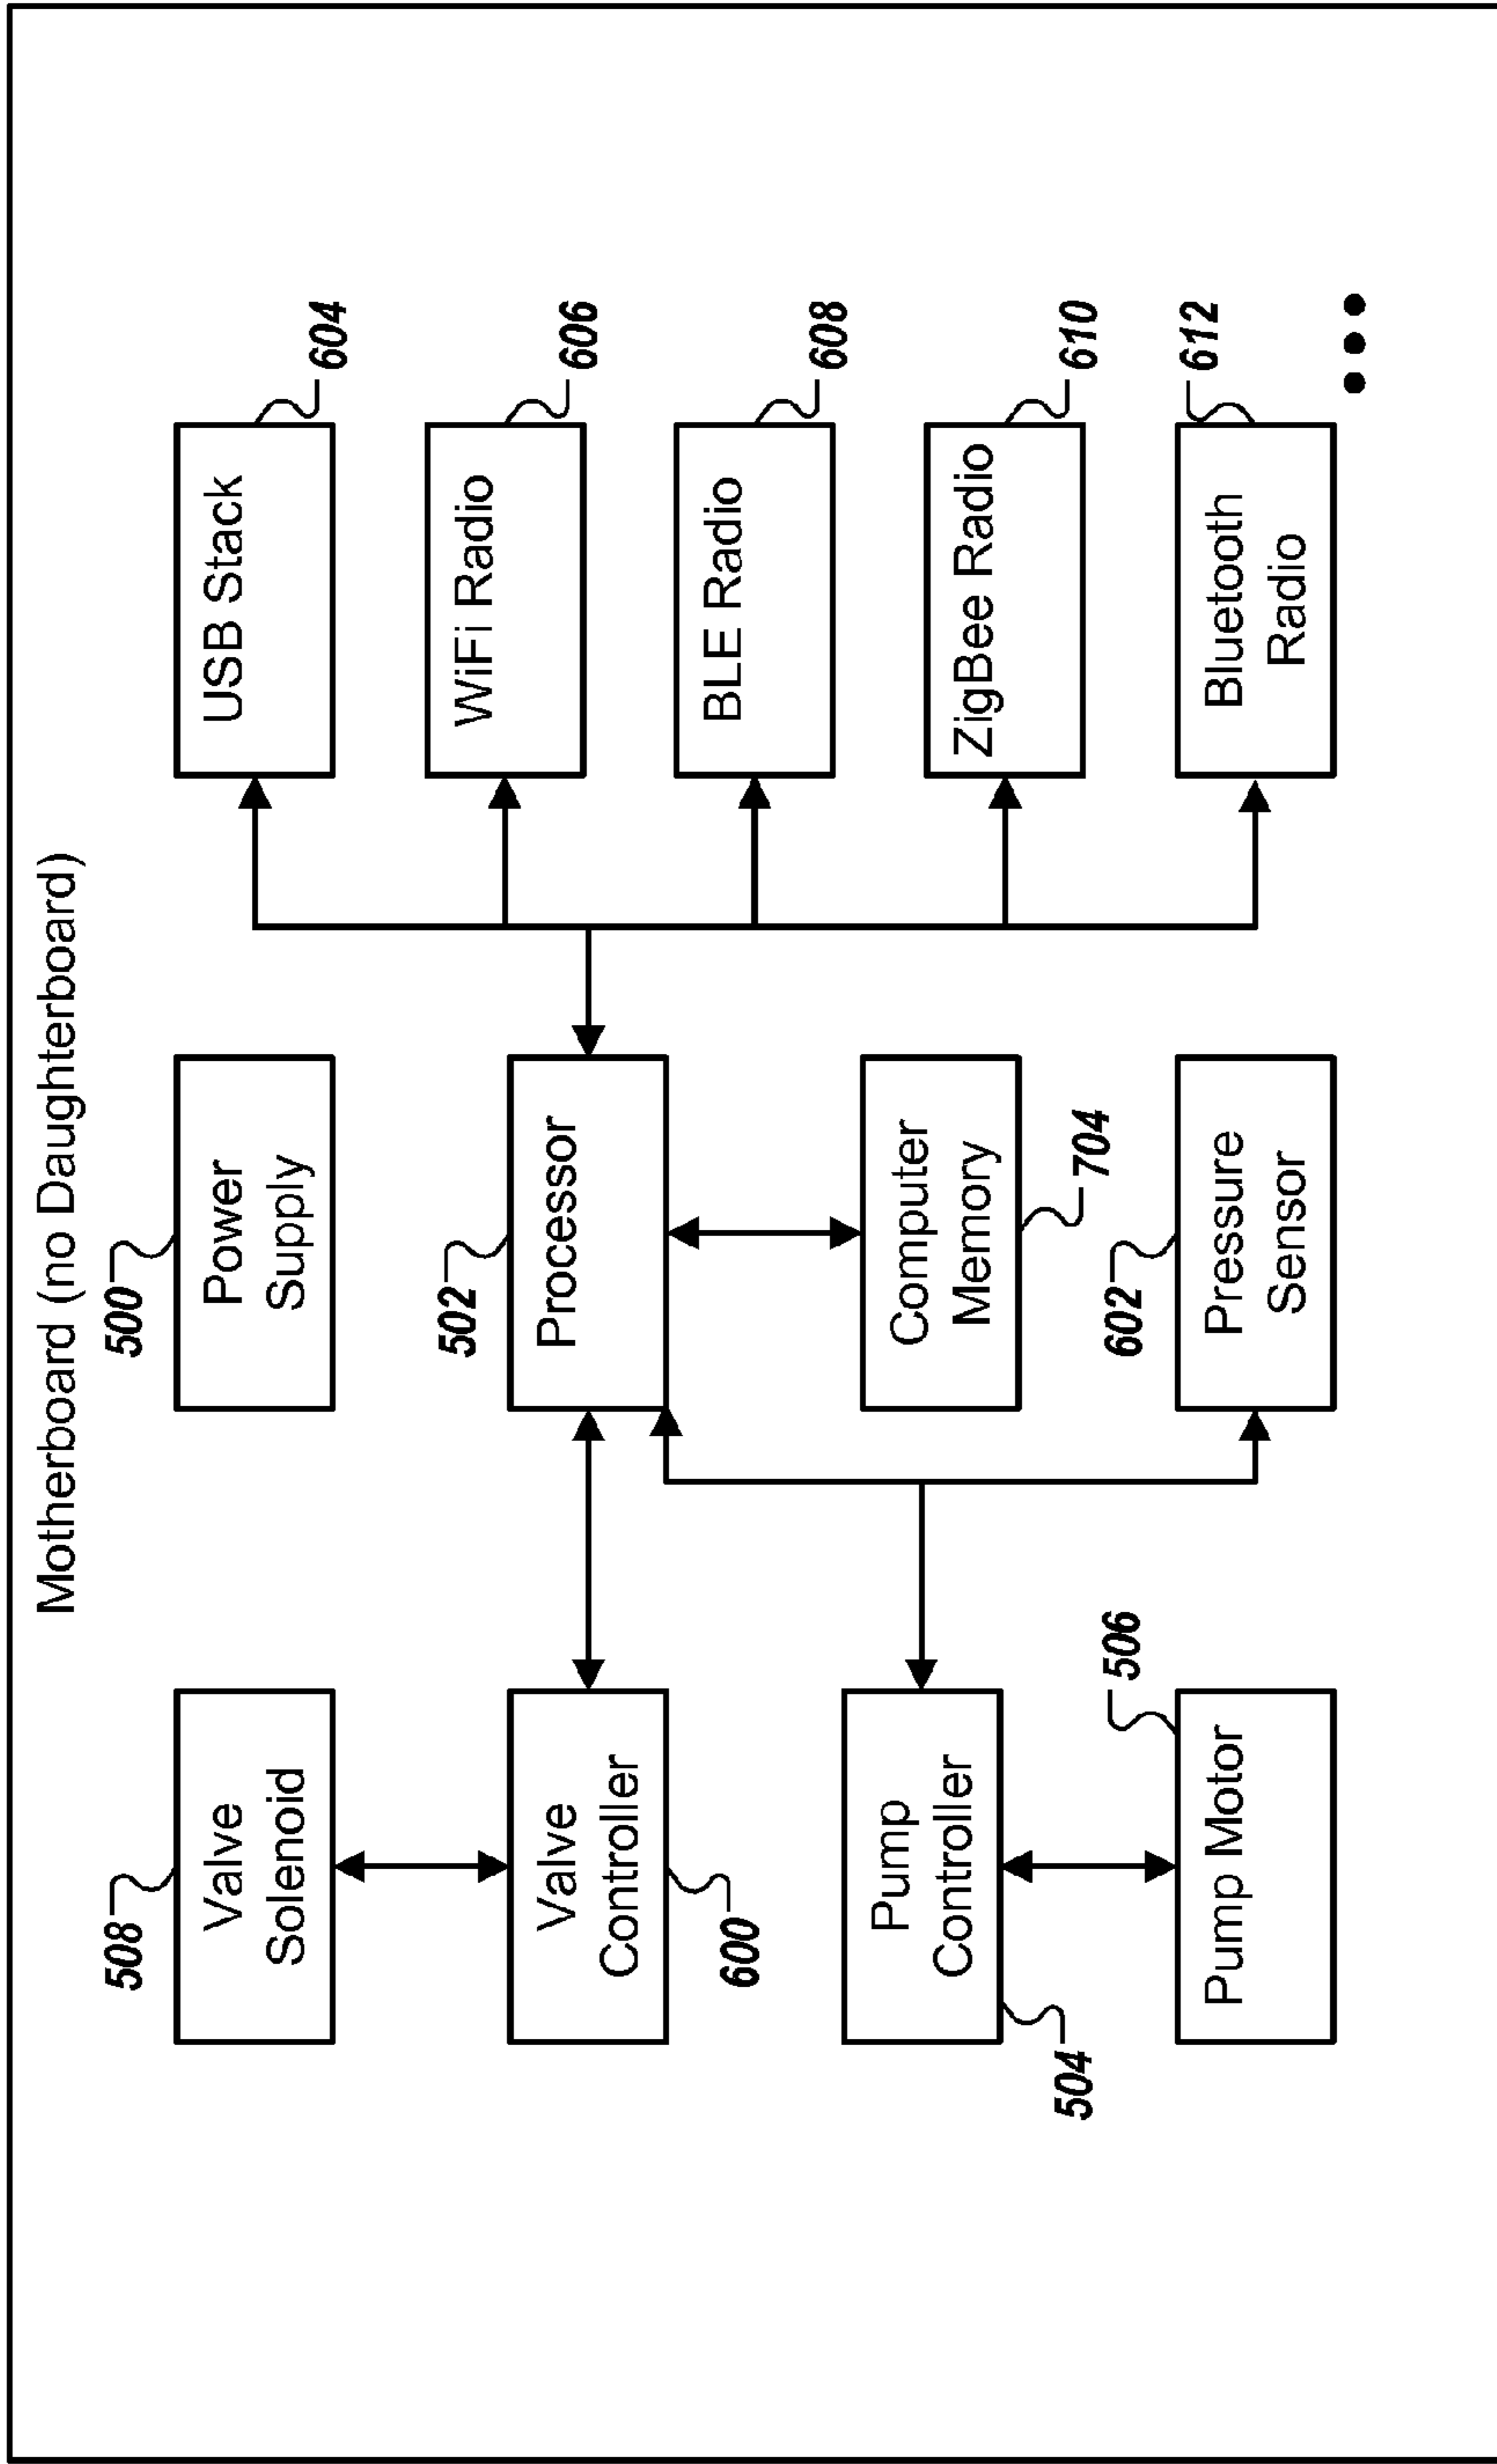 Motherboard (no Daughterboard)
508
Valve
Solenoid
500
Power
Supply
USB Stack
604
502
Processor
Valve
Controller
600
WiFi Radio
606
BLE Radio
608
Pump
Controller
504
Computer
Memory
704
ZigBee Radio
610
506
Pump Motor
602
Pressure
Sensor
612
Bluetooth
Radio
•••